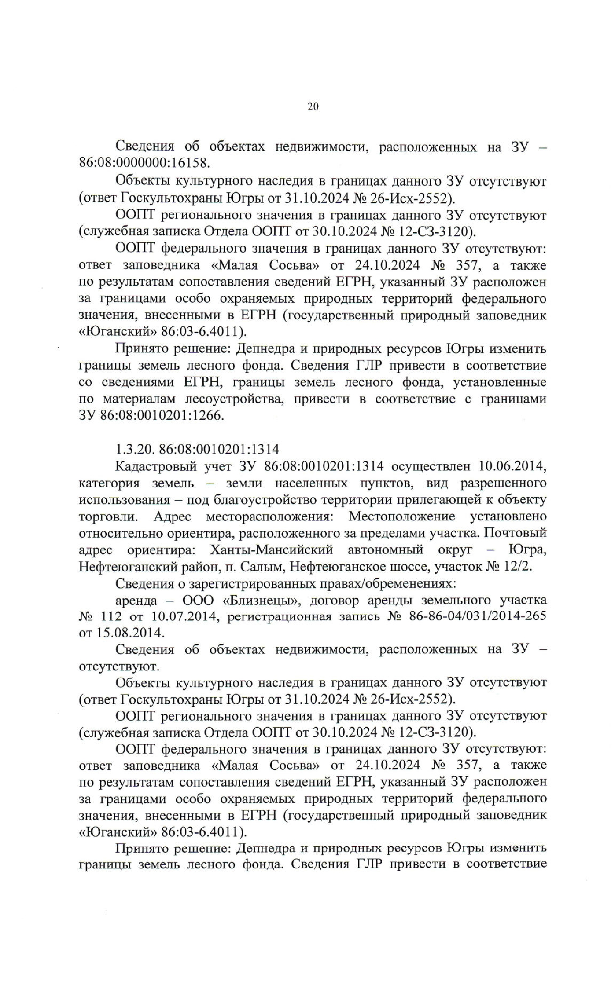 20
Сведения об объектах недвижимости, расположенных на ЗУ –
86:08:0000000:16158.
Объекты культурного наследия в границах данного ЗУ отсутствуют
(ответ Госкультохраны Югры от 31.10.2024 № 26-Исх-2552).
ООПТ регионального значения в границах данного ЗУ отсутствуют
(служебная записка Отдела ООПТ от 30.10.2024 № 12-СЗ-3120).
ООПТ федерального значения в границах данного ЗУ отсутствуют:
ответ заповедника «Малая Сосьва» от 24.10.2024 № 357, а также
по результатам сопоставления сведений ЕГРН, указанный ЗУ расположен
за границами особо охраняемых природных территорий федерального
значения, внесенными в ЕГРН (государственный природный заповедник
«Юганский» 86:03-6.4011).
Принято решение: Депнедра и природных ресурсов Югры изменить
границы земель лесного фонда. Сведения ГЛР привести в соответствие
со сведениями ЕГРН, границы земель лесного фонда, установленные
по материалам лесоустройства, привести в соответствие с границами
ЗУ 86:08:0010201:1266.
1.3.20. 86:08:0010201:1314
Кадастровый учет ЗУ 86:08:0010201:1314 осуществлен 10.06.2014,
категория земель – земли населенных пунктов, вид разрешенного
использования – под благоустройство территории прилегающей к объекту
торговли. Адрес месторасположения: Местоположение установлено
относительно ориентира, расположенного за пределами участка. Почтовый
адрес ориентира: Ханты-Мансийский автономный округ – Югра,
Нефтеюганский район, п. Салым, Нефтеюганское шоссе, участок № 12/2.
Сведения о зарегистрированных правах/обременениях:
аренда – ООО «Близнецы», договор аренды земельного участка
№ 112 от 10.07.2014, регистрационная запись № 86-86-04/031/2014-265
от 15.08.2014.
Сведения об объектах недвижимости, расположенных на ЗУ –
отсутствуют.
Объекты культурного наследия в границах данного ЗУ отсутствуют
(ответ Госкультохраны Югры от 31.10.2024 № 26-Исх-2552).
ООПТ регионального значения в границах данного ЗУ отсутствуют
(служебная записка Отдела ООПТ от 30.10.2024 № 12-СЗ-3120).
ООПТ федерального значения в границах данного ЗУ отсутствуют:
ответ заповедника «Малая Сосьва» от 24.10.2024 № 357, а также
по результатам сопоставления сведений ЕГРН, указанный ЗУ расположен
за границами особо охраняемых природных территорий федерального
значения, внесенными в ЕГРН (государственный природный заповедник
«Юганский» 86:03-6.4011).
Принято решение: Депнедра и природных ресурсов Югры изменить
границы земель лесного фонда. Сведения ГЛР привести в соответствие